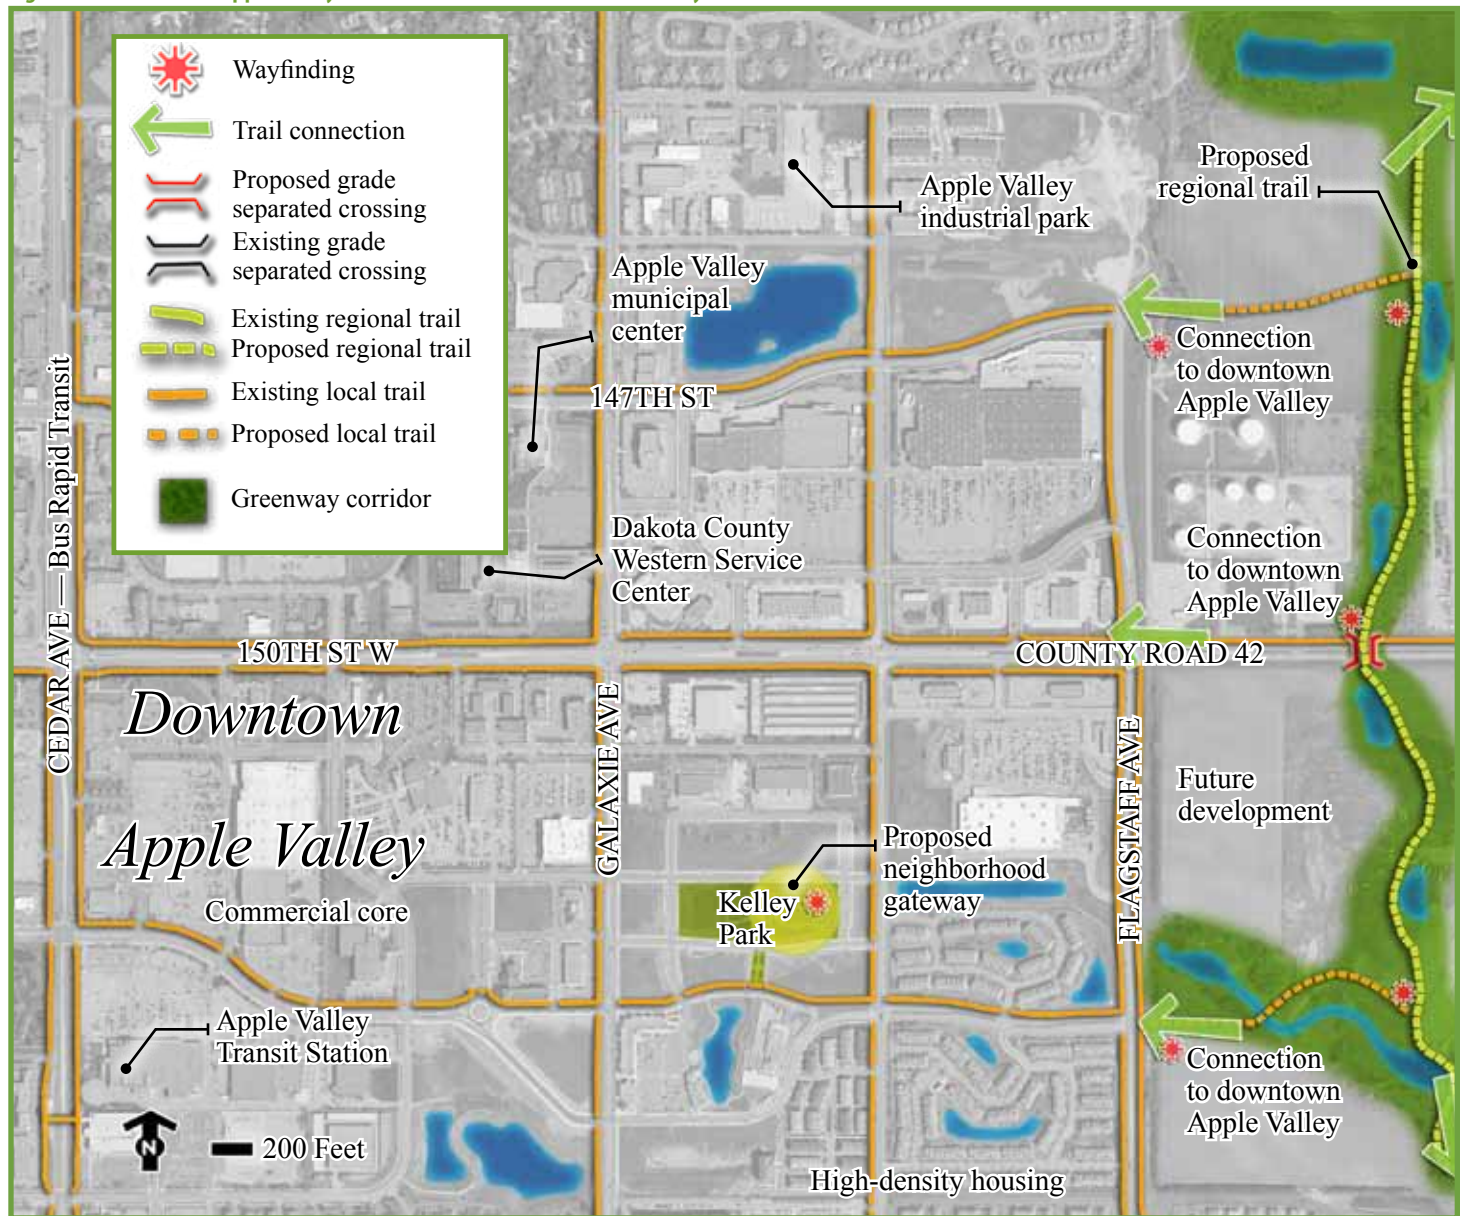 Wayfinding
Trail connection
Proposed grade
separated crossing
Existing grade
separated crossing
Existing regional trail
Proposed regional trail
Existing local trail
Proposed local trail
Greenway corridor
Proposed
regional trail
Apple Valley
industrial park
Apple Valley
municipal
center
Connection
to downtown
Apple Valley
147TH ST
CEDAR AVE — Bus Rapid Transit
Dakota County
Western Service
Center
Connection
to downtown
Apple Valley
150TH ST W
COUNTY ROAD 42
Downtown
Apple Valley
Commercial core
GALAXIE AVE
FLAGSTAFF AVE
Future
development
Proposed
neighborhood
gateway
Kelley
Park
Apple Valley
Transit Station
Connection
to downtown
Apple Valley
N
200 Feet
High-density housing